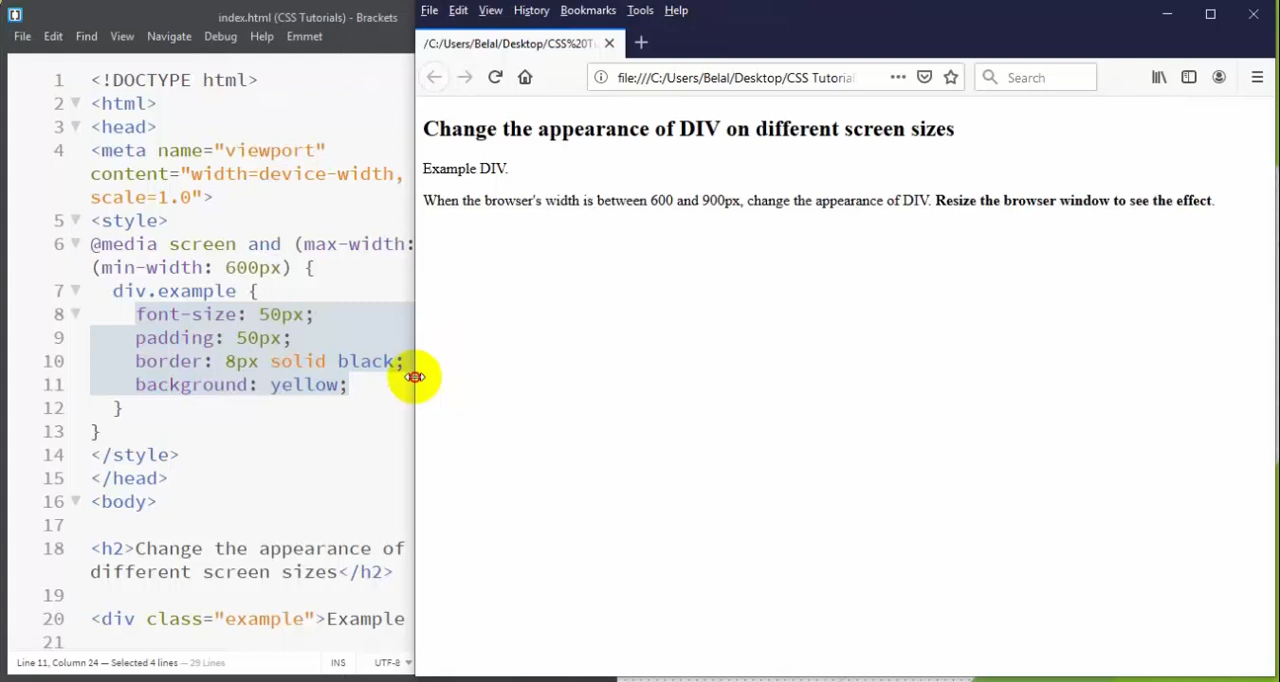 index.html (CSS Tutorials) - Brackets
File Edit Find View Navigate Debug Help Emmet
1 <!DOCTYPE html>
2 <html>
3 <head>
4 <meta name="viewport"
content="width=device-width,
scale=1.0">
5 <style>
6 @media screen and (max-width:
(min-width: 600px) {
7 div.example {
8 font-size: 50px;
9 padding: 50px;
10 border: 8px solid black;
11 background: yellow;
12 }
13 }
14 </style>
15 </head>
16 <body>
17
18 <h2>Change the appearance of
different screen sizes</h2>
19
20 <div class="example">Example
21
Line 11, Column 24 — Selected 4 lines — 29 Lines
INS
UTF-8
File Edit View History Bookmarks Tools Help
/C:/Users/Belal/Desktop/CSS%20Tu
file:///C:/Users/Belal/Desktop/CSS Tutorial
Search
Change the appearance of DIV on different screen sizes
Example DIV.
When the browser's width is between 600 and 900px, change the appearance of DIV. Resize the browser window to see the effect.